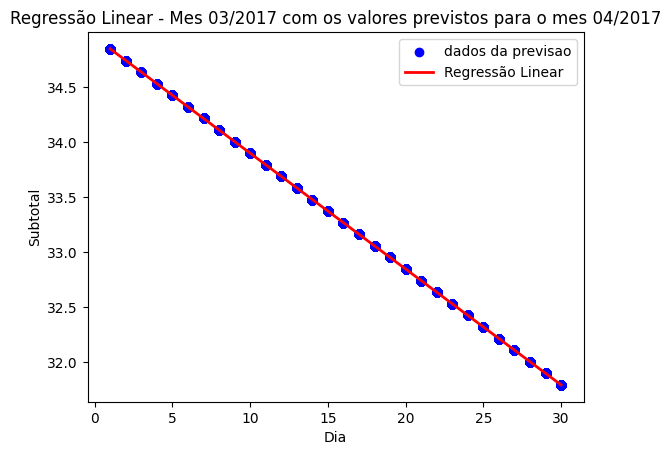 Regressão Linear - Mes 03/2017 com os valores previstos para o mes 04/2017
dados da previsao
Regressão Linear
34.5
34.0
33.5
33.0
32.5
32.0
Subtotal
0 5 10 15 20 25 30
Dia